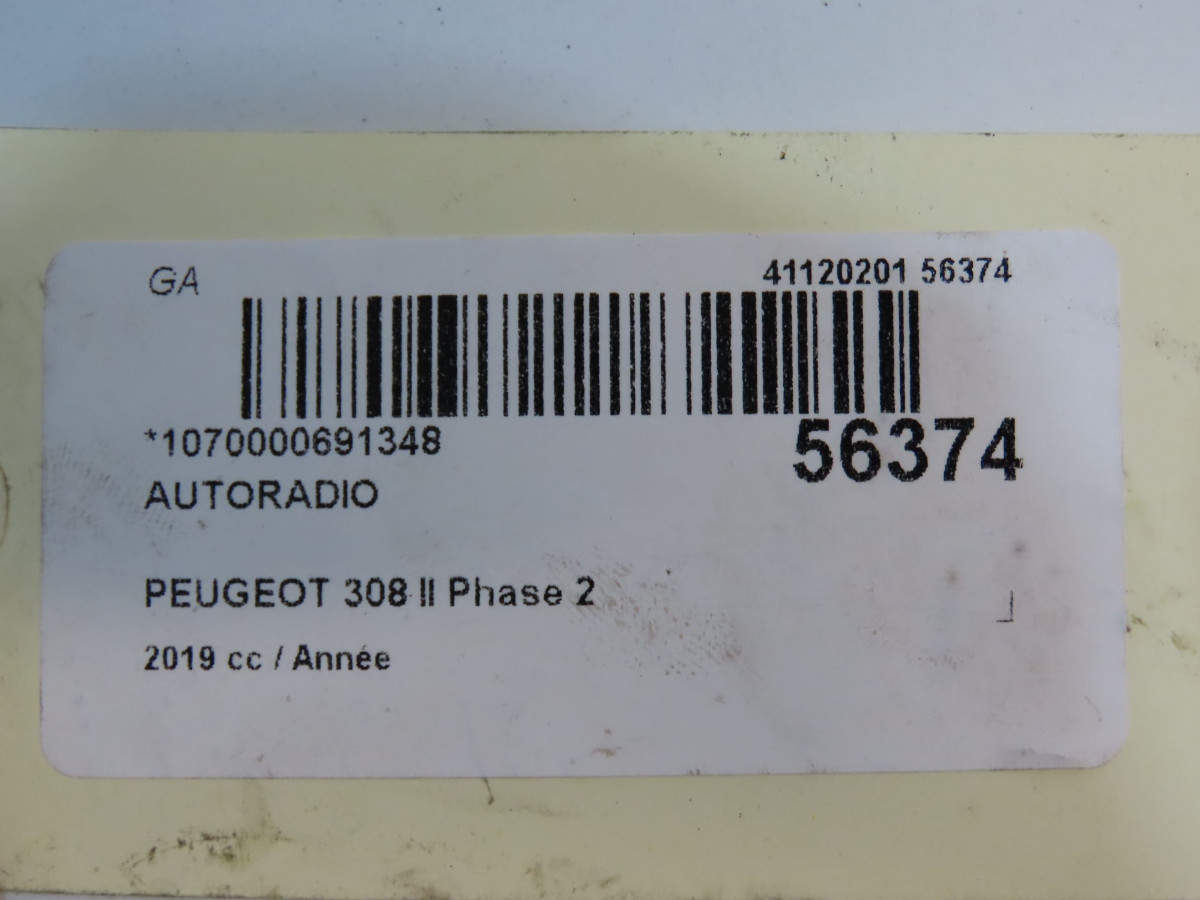 GA
41120201 56374
*1070000691348
56374
AUTORADIO
PEUGEOT 308 II Phase 2
2019 cc / Année